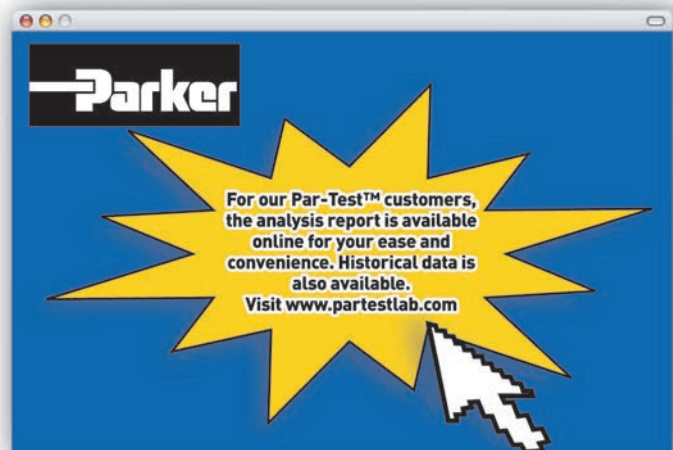 Parker
For our Par-Test™ customers,
the analysis report is available
online for your ease and
convenience. Historical data is
also available.
Visit www.partestlab.com